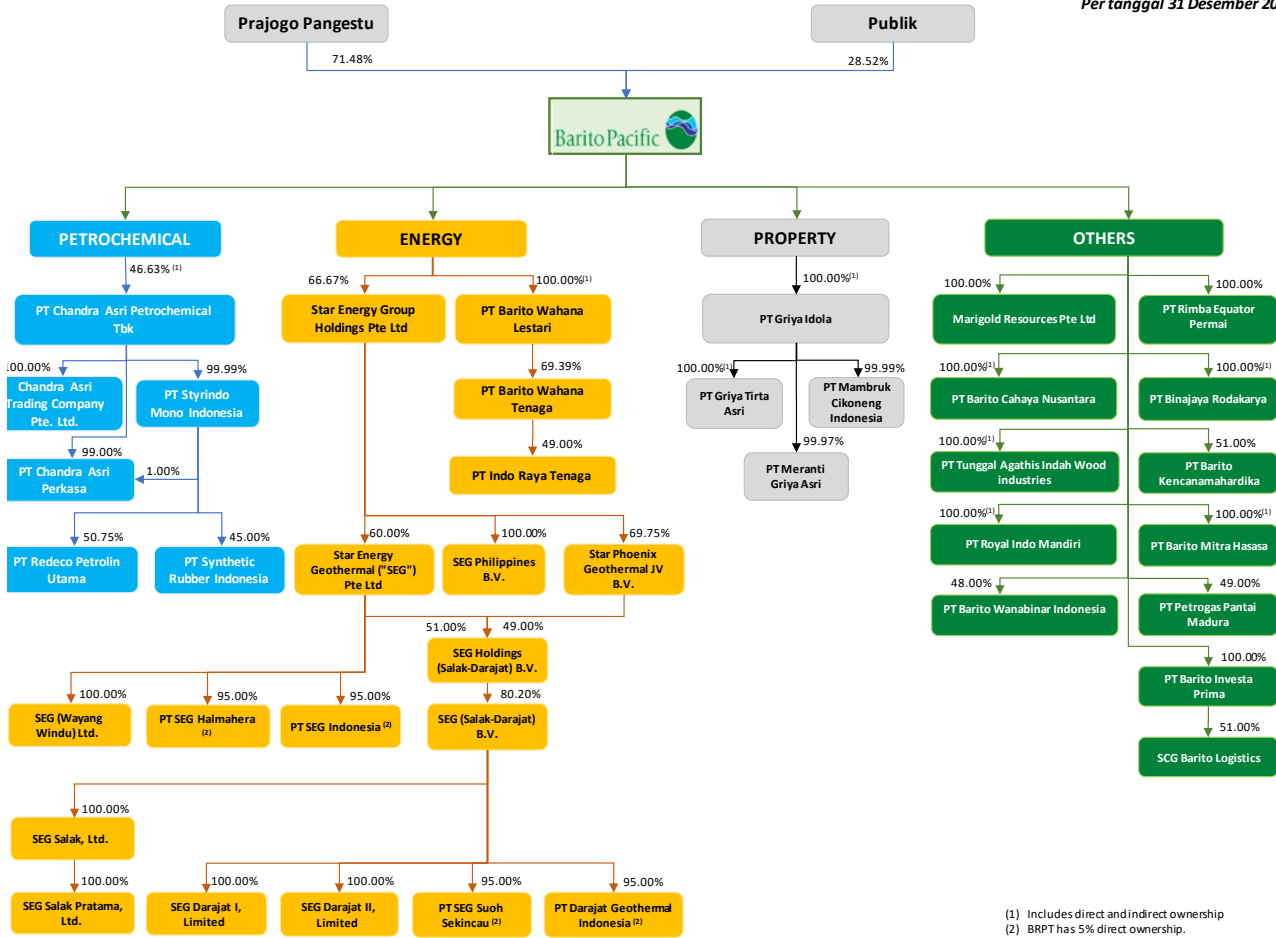 Per tanggal 31 Desember 20
Prajogo Pangestu
Publik
71.48%
28.52%
Barito Pacific
PETROCHEMICAL
ENERGY
PROPERTY
OTHERS
46.63% (1)
66.67%
100.00%(1)
100.00%(1)
100.00%
100.00%
PT Chandra Asri Petrochemical
Tbk
Star Energy Group
Holdings Pte Ltd
PT Barito Wahana
Lestari
PT Griya Idola
Marigold Resources Pte Ltd
PT Rimba Equator
Permai
100.00%
99.99%
69.39%
100.00%(1)
99.99%
100.00%(1)
100.00%(1)
Chandra Asri
Trading Company
Pte. Ltd.
PT Styrindo
Mono Indonesia
PT Barito Wahana
Tenaga
PT Griya Tirta
Asri
PT Mambruk
Cikoneng
Indonesia
PT Barito Cahaya Nusantara
PT Binajaya Rodakarya
99.00%
1.00%
49.00%
99.97%
100.00%(1)
51.00%
PT Chandra Asri
Perkasa
PT Indo Raya Tenaga
PT Meranti
Griya Asri
PT Tunggal Agathis Indah Wood
industries
PT Barito
Kencanamahardika
50.75%
45.00%
60.00%
100.00%
69.75%
100.00%(1)
100.00%(1)
PT Redeco Petrolin
Utama
PT Synthetic
Rubber Indonesia
Star Energy
Geothermal ("SEG")
Pte Ltd
SEG Philippines
B.V.
Star Phoenix
Geothermal JV
B.V.
PT Royal Indo Mandiri
PT Barito Mitra Hasasa
48.00%
49.00%
PT Barito Wanabinar Indonesia
PT Petrogas Pantai
Madura
51.00%
49.00%
SEG Holdings
(Salak-Darajat) B.V.
100.00%
PT Barito Investa
Prima
100.00%
95.00%
95.00%
80.20%
51.00%
SEG (Wayang
Windu) Ltd.
PT SEG Halmahera
(2)
PT SEG Indonesia (2)
SEG (Salak-Darajat)
B.V.
SCG Barito Logistics
100.00%
SEG Salak, Ltd.
100.00%
100.00%
100.00%
95.00%
95.00%
SEG Salak Pratama,
Ltd.
SEG Darajat I,
Limited
SEG Darajat II,
Limited
PT SEG Suoh
Sekincau (2)
PT Darajat Geothermal
Indonesia (2)
(1) Includes direct and indirect ownership
(2) BRPT has 5% direct ownership.